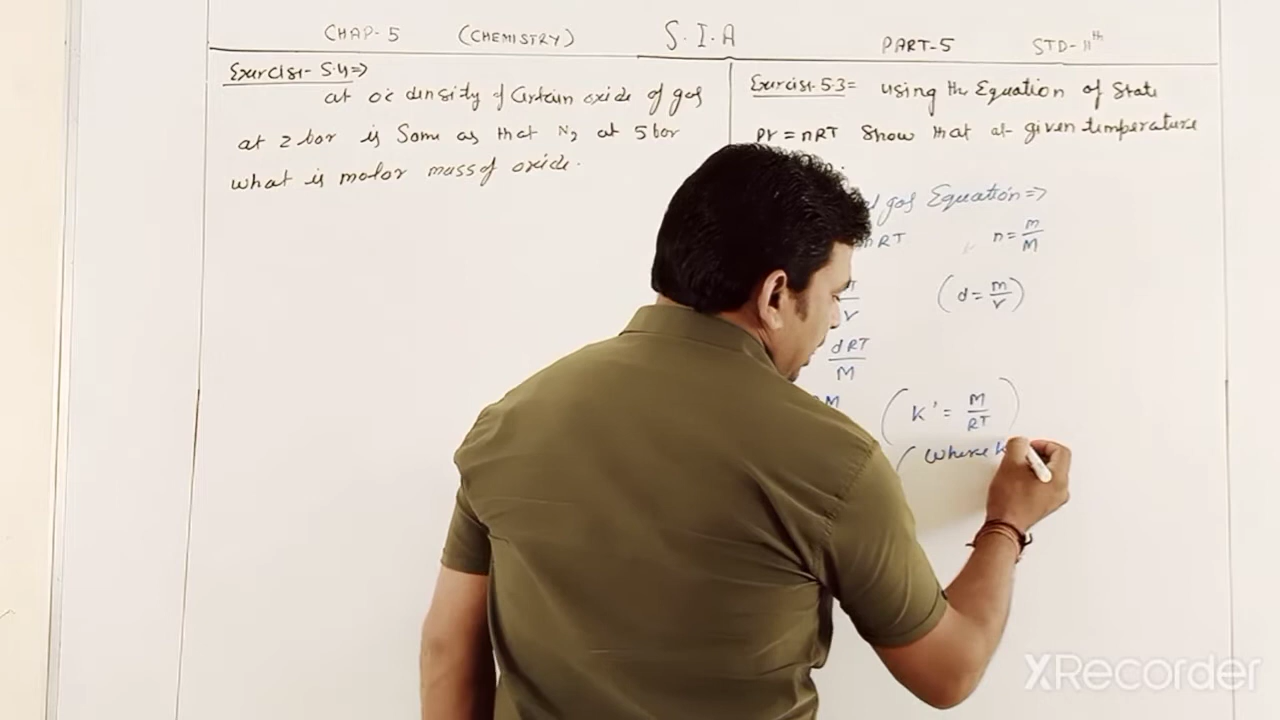 CHAP-5 (CHEMISTRY) S.I.A PART-5 STD-11th
Exercise- 5.4=>
at 0c density of Certain oxide of gas
at 2 bar is Same as that N2 at 5 bar
what is molar mass of oxide.
Exercise 5.3= using the Equation of State
PV = nRT Show that at given temperature
gas Equation =>
nRT n = m/M
V (d = m/V)
dRT/M
M (K' = M/RT)
(where K
XRecorder